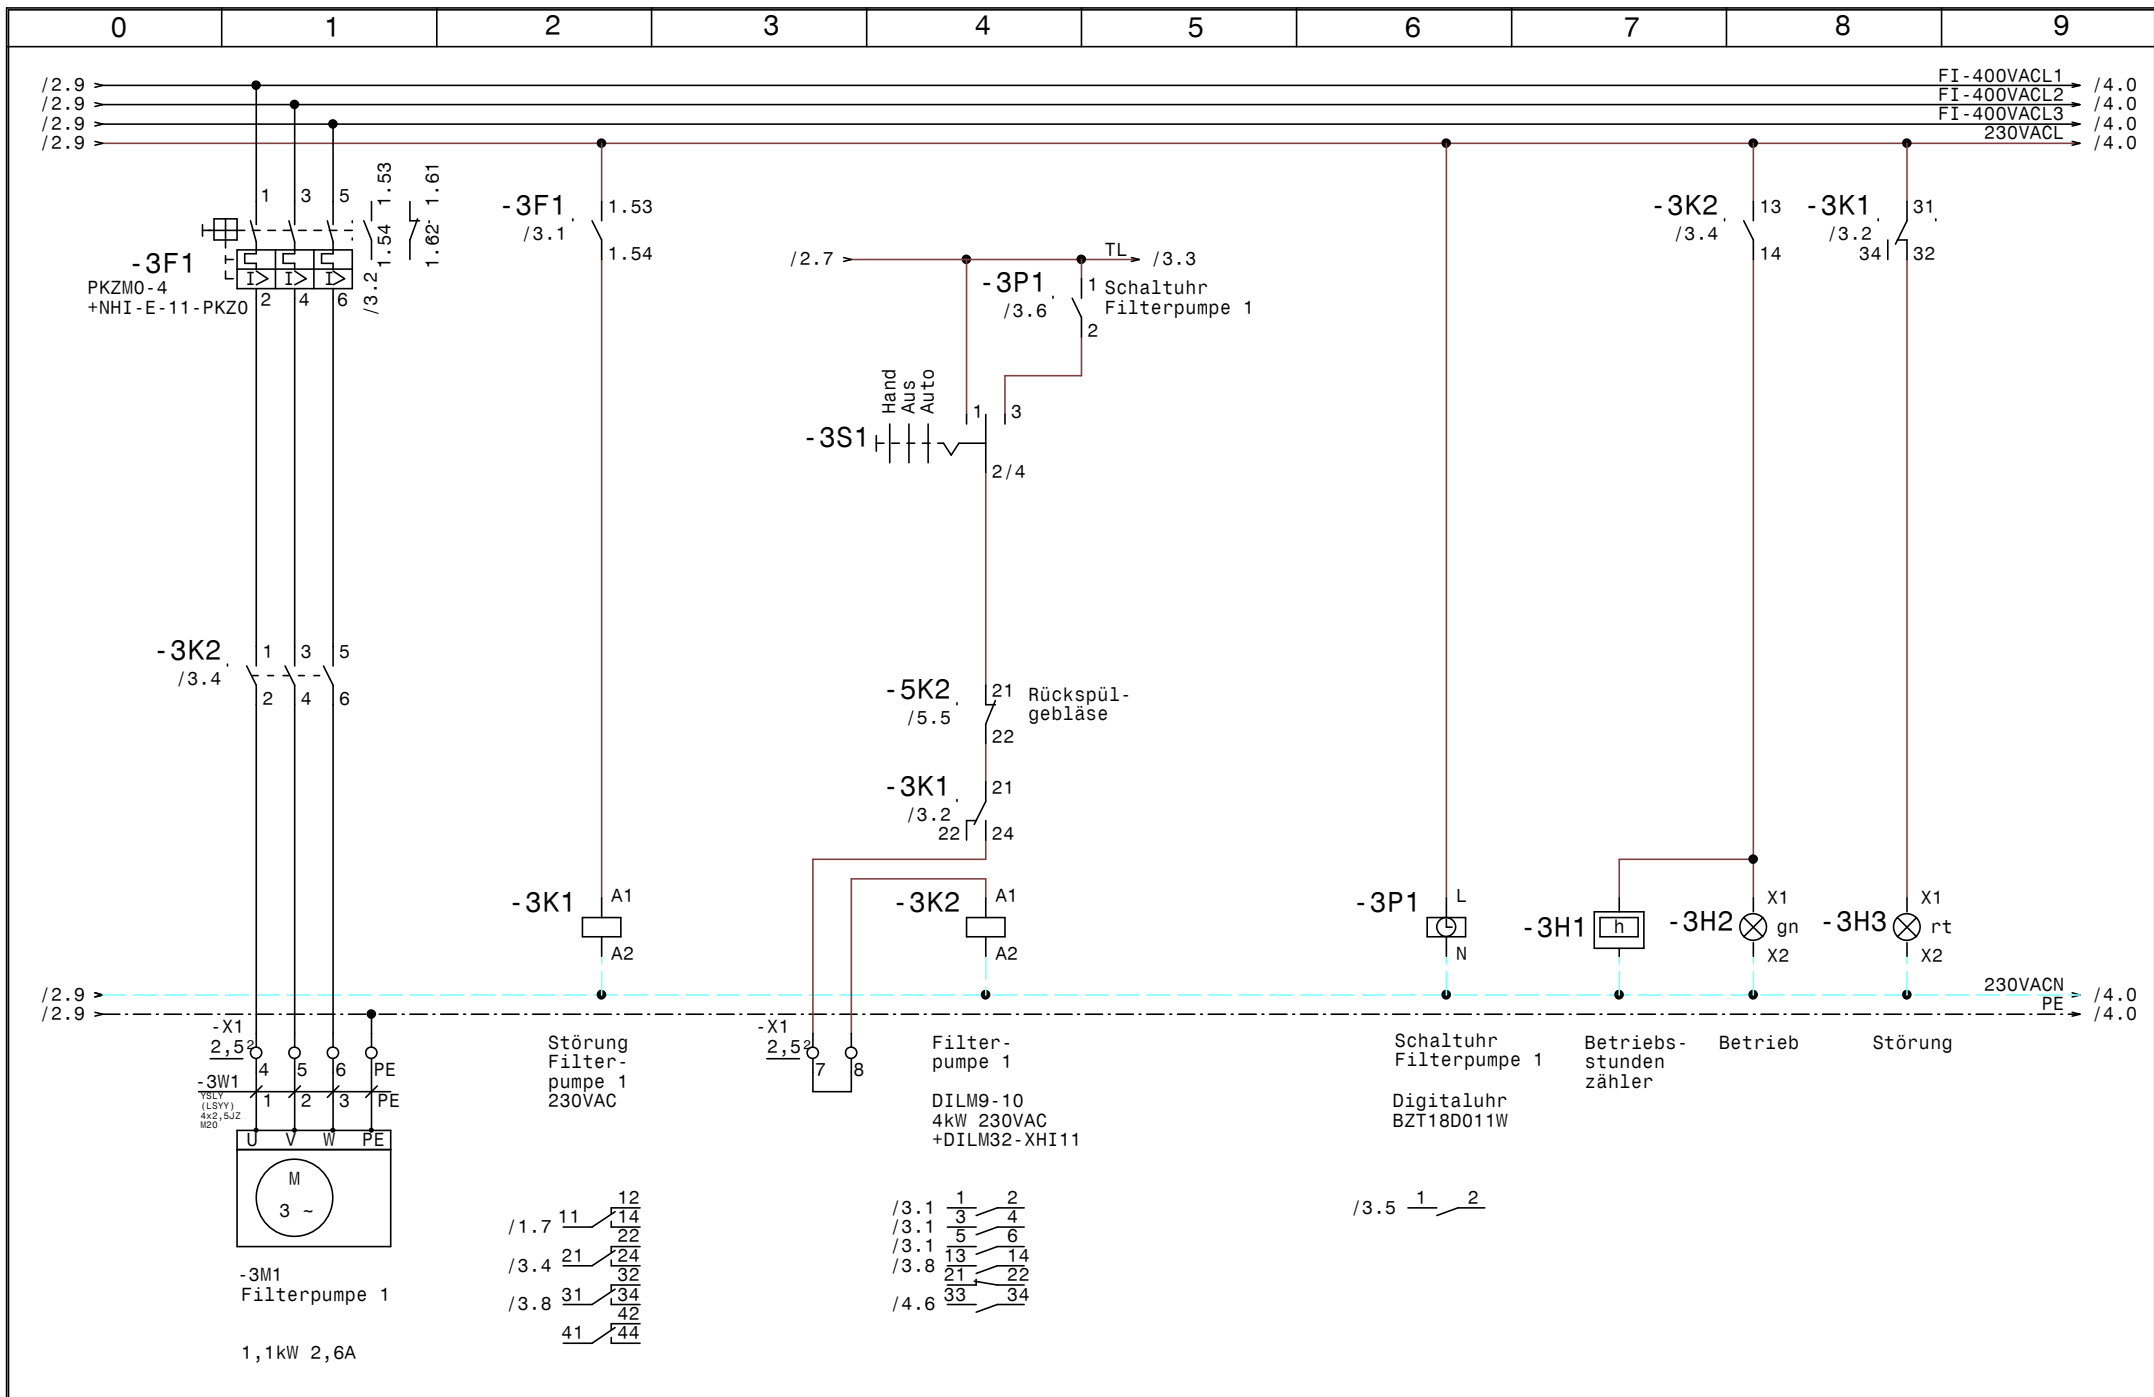 0 1 2 3 4 5 6 7 8 9
/2.9 FI-400VACL1 /4.0
/2.9 FI-400VACL2 /4.0
/2.9 FI-400VACL3 /4.0
/2.9 230VACL /4.0
1 3 5 1.53 1.61
1.54 1.62
-3F1
PKZM0-4
+NHI-E-11-PKZ0
I> I> I>
2 4 6 /3.2
-3F1 1.53
/3.1
1.54
/2.7 TL /3.3
-3P1 1 Schaltuhr
/3.6 Filterpumpe 1
2
-3K2 13
/3.4
14
-3K1 31
/3.2
34 32
Hand
Aus
Auto
1 3
-3S1
2/4
-3K2 1 3 5
/3.4
2 4 6
-5K2 21 Rückspül-
/5.5 gebläse
22
-3K1 21
/3.2
22 24
-3K1 A1
A2
-3K2 A1
A2
-3P1 L
N
-3H1 h
-3H2 X1
gn
X2
-3H3 X1
rt
X2
/2.9 230VACN /4.0
/2.9 PE /4.0
-X1
2,5²
4 5 6 PE
-3W1
YSLY
(LSYY)
4x2,5JZ
M20
1 2 3 PE
U V W PE
M
3 ~
-3M1
Filterpumpe 1
1,1kW 2,6A
Störung
Filter-
pumpe 1
230VAC
-X1
2,5²
7 8
Filter-
pumpe 1
DILM9-10
4kW 230VAC
+DILM32-XHI11
Schaltuhr
Filterpumpe 1
Digitaluhr
BZT18D011W
Betriebs-
stunden
zähler
Betrieb
Störung
12
/1.7 11 14
22
/3.4 21 24
32
/3.8 31 34
42
41 44
/3.1 1 2
/3.1 3 4
/3.1 5 6
/3.8 13 14
21 22
/4.6 33 34
/3.5 1 2